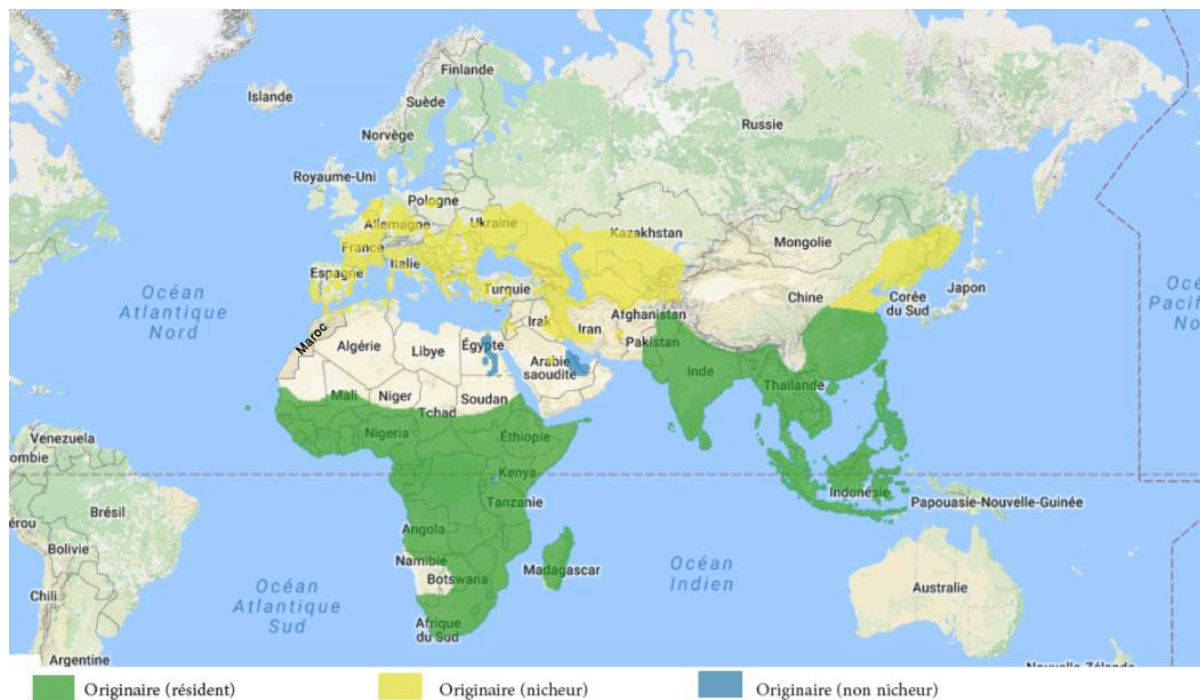 Finlande
Islande
Suède
Russie
Norvège
Royaume-Uni
Pologne
Allemagne
Ukraine
Kazakhstan
Mongolie
France
Italie
Espagne
Turquie
Chine
Corée
du Sud
Japon
Océan
Atlantique
Nord
Océ
Pacif
No
Maroc
Algérie
Libye
Égypte
Irak
Iran
Afghanistan
Pakistan
Arabie
saoudite
Inde
Thaïlande
Mali
Niger
Tchad
Soudan
Nigeria
Éthiopie
Kenya
Tanzanie
Venezuela
ombie
Brésil
érou
Bolivie
Chili
Argentine
Océan
Atlantique
Sud
Angola
Namibie
Botswana
Afrique
du Sud
Madagascar
Océan
Indien
Indonésie
Papouasie-Nouvelle-Guinée
Australie
Nouvelle-Zélande
Originaire (résident)
Originaire (nicheur)
Originaire (non nicheur)